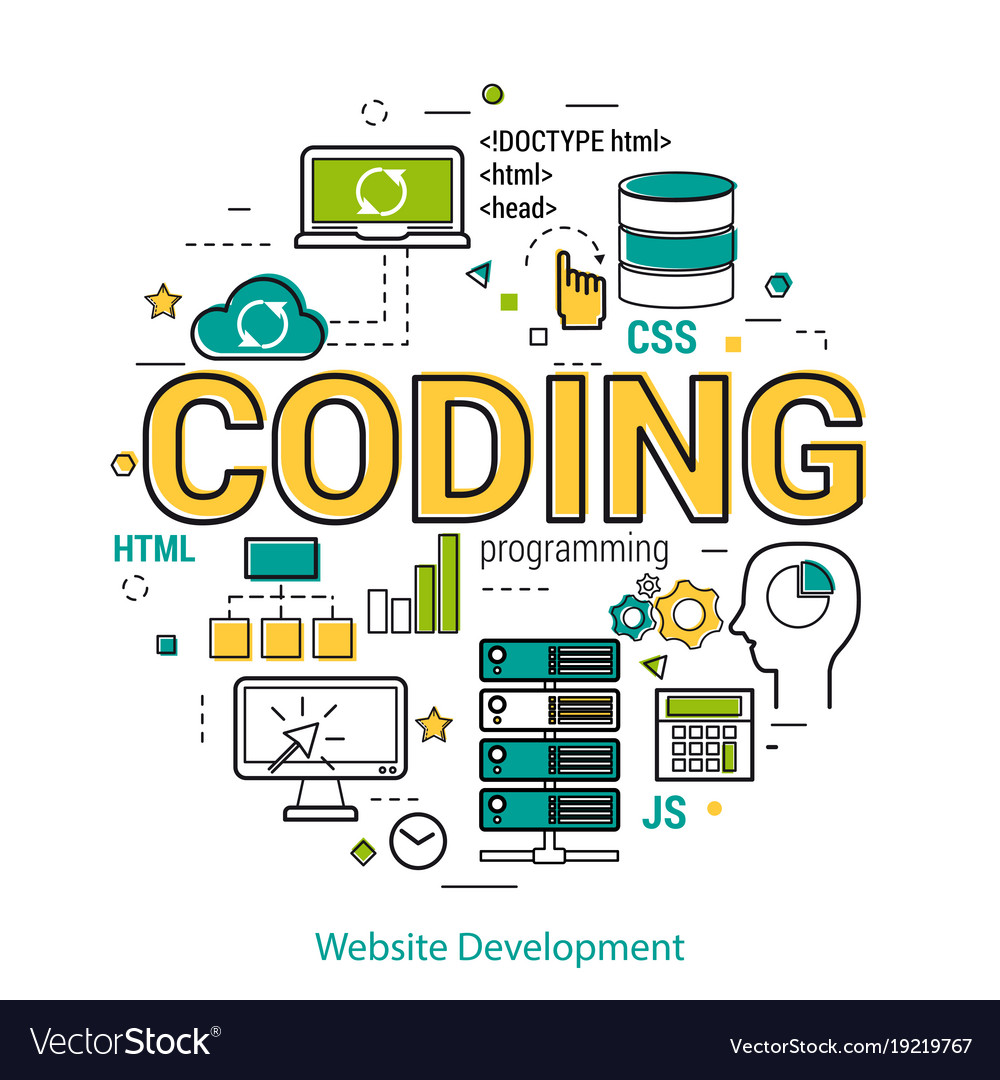 <!DOCTYPE html>
<html>
<head>
CSS
CODING
HTML
programming
JS
Website Development
VectorStock®
VectorStock.com/19219767